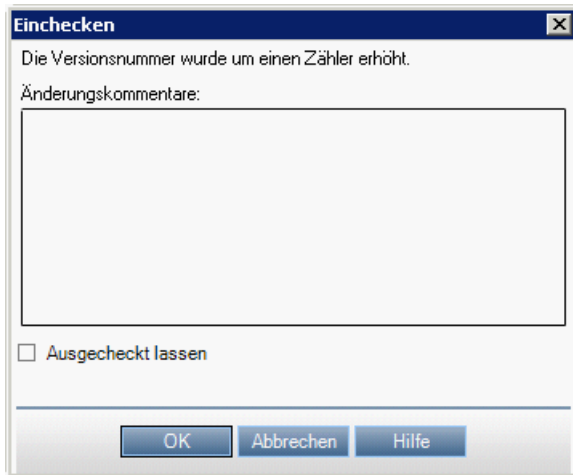 Einchecken
Die Versionsnummer wurde um einen Zähler erhöht.
Änderungskommentare:
Ausgecheckt lassen
OK Abbrechen Hilfe